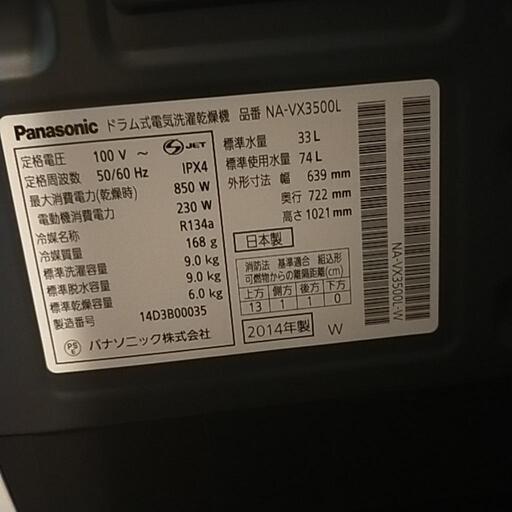 Panasonic ドラム式電気洗濯乾燥機 品番 NA-VX3500L
定格電圧 100 V ~
定格周波数 50/60 Hz IPX4
最大消費電力(乾燥時) 850 W
電動機消費電力 230 W
冷媒名称 R134a
冷媒質量 168 g
標準洗濯容量 9.0 kg
標準脱水容量 9.0 kg
標準乾燥容量 6.0 kg
製造番号 14D3B00035
PS E パナソニック株式会社
S JET
標準水量 33 L
標準使用水量 74 L
外形寸法 幅 639 mm
奥行 722 mm
高さ 1021 mm
日本製
消防法 基準適合 組込形
可燃物からの離隔距離(cm)
上方 側方 後方 下方
13 1 1 0
2014年製 W
NA-VX3500L-W